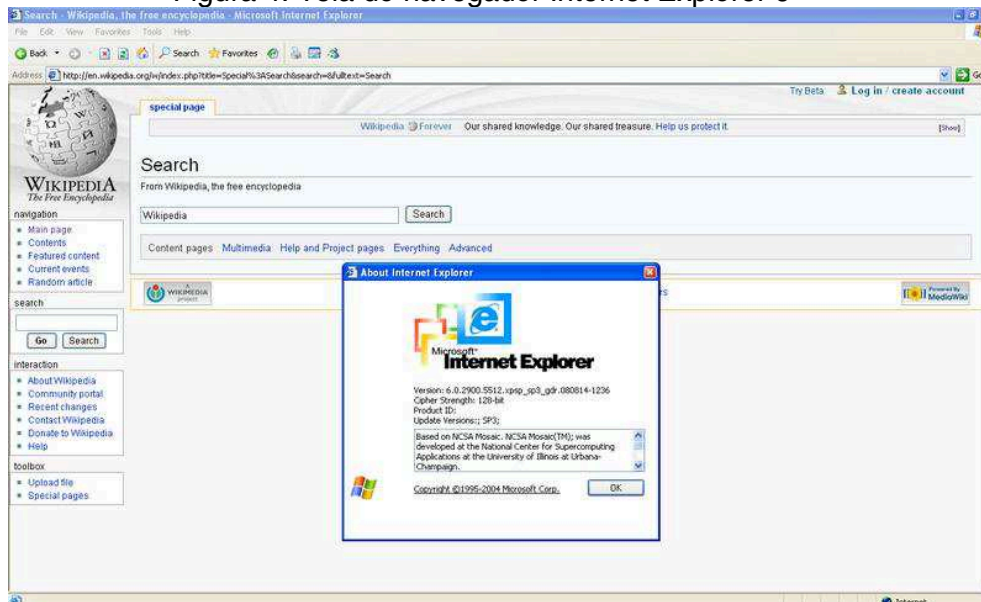 Figura 4: Tela do navegador Internet Explorer 6
Search - Wikipedia, the free encyclopedia - Microsoft Internet Explorer
File Edit View Favorites Tools Help
Back Search Favorites
Address http://en.wikipedia.org/w/index.php?title=Special%3ASearch&search=&fulltext=Search Go
Try Beta Log in / create account
special page
Wikipedia Forever Our shared knowledge. Our shared treasure. Help us protect it. [Show]
Search
From Wikipedia, the free encyclopedia
Wikipedia Search
Content pages Multimedia Help and Project pages Everything Advanced
WIKIPEDIA
The Free Encyclopedia
navigation
Main page
Contents
Featured content
Current events
Random article
search
Go Search
interaction
About Wikipedia
Community portal
Recent changes
Contact Wikipedia
Donate to Wikipedia
Help
toolbox
Upload file
Special pages
A WIKIMEDIA project
Powered By MediaWiki
About Internet Explorer
Microsoft
Internet Explorer
Version: 6.0.2900.5512.xpsp_sp3_gdr.080814-1236
Cipher Strength: 128-bit
Product ID:
Update Versions:; SP3;
Based on NCSA Mosaic. NCSA Mosaic(TM); was
developed at the National Center for Supercomputing
Applications at the University of Illinois at Urbana-
Champaign.
Copyright ©1995-2004 Microsoft Corp. OK
Internet